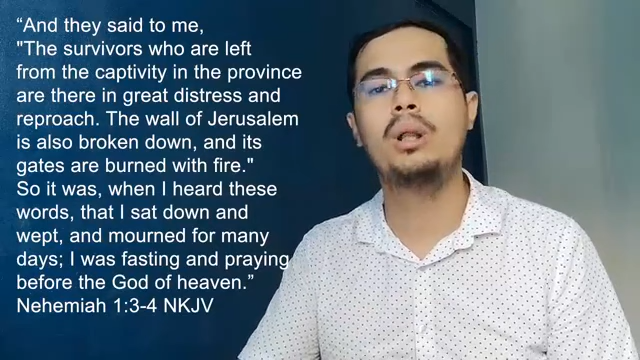 “And they said to me,
"The survivors who are left
from the captivity in the province
are there in great distress and
reproach. The wall of Jerusalem
is also broken down, and its
gates are burned with fire."
So it was, when I heard these
words, that I sat down and
wept, and mourned for many
days; I was fasting and praying
before the God of heaven.”
Nehemiah 1:3-4 NKJV